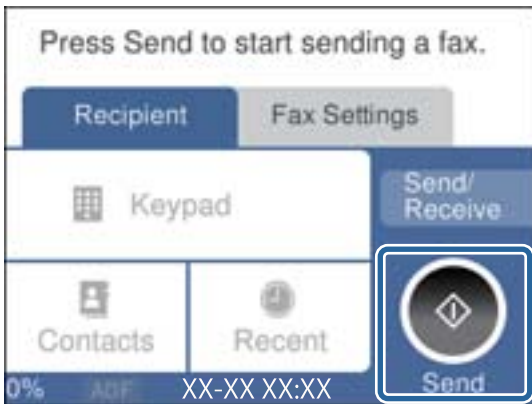 Press Send to start sending a fax.
Recipient
Fax Settings
Keypad
Send/
Receive
Contacts
Recent
Send
0%
ADF
XX-XX XX:XX